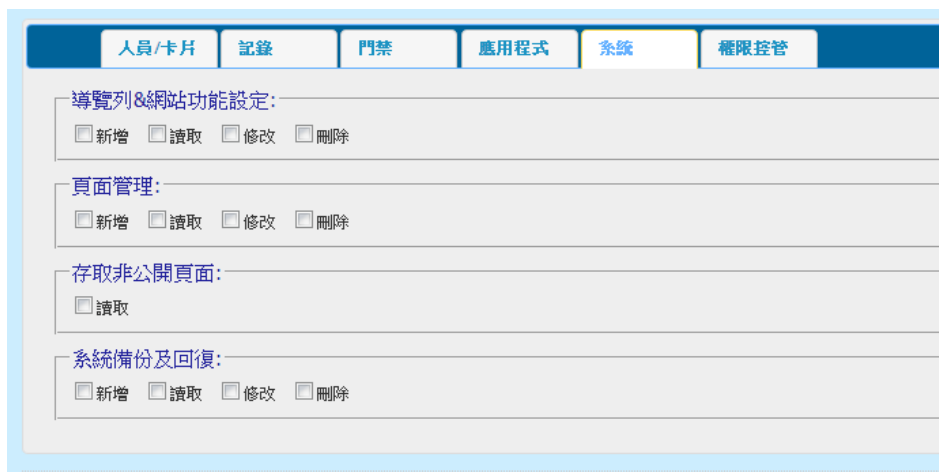 人員/卡片 記錄 門禁 應用程式 系統 權限控管
導覽列&網站功能設定:
新增 讀取 修改 刪除
頁面管理:
新增 讀取 修改 刪除
存取非公開頁面:
讀取
系統備份及回復:
新增 讀取 修改 刪除